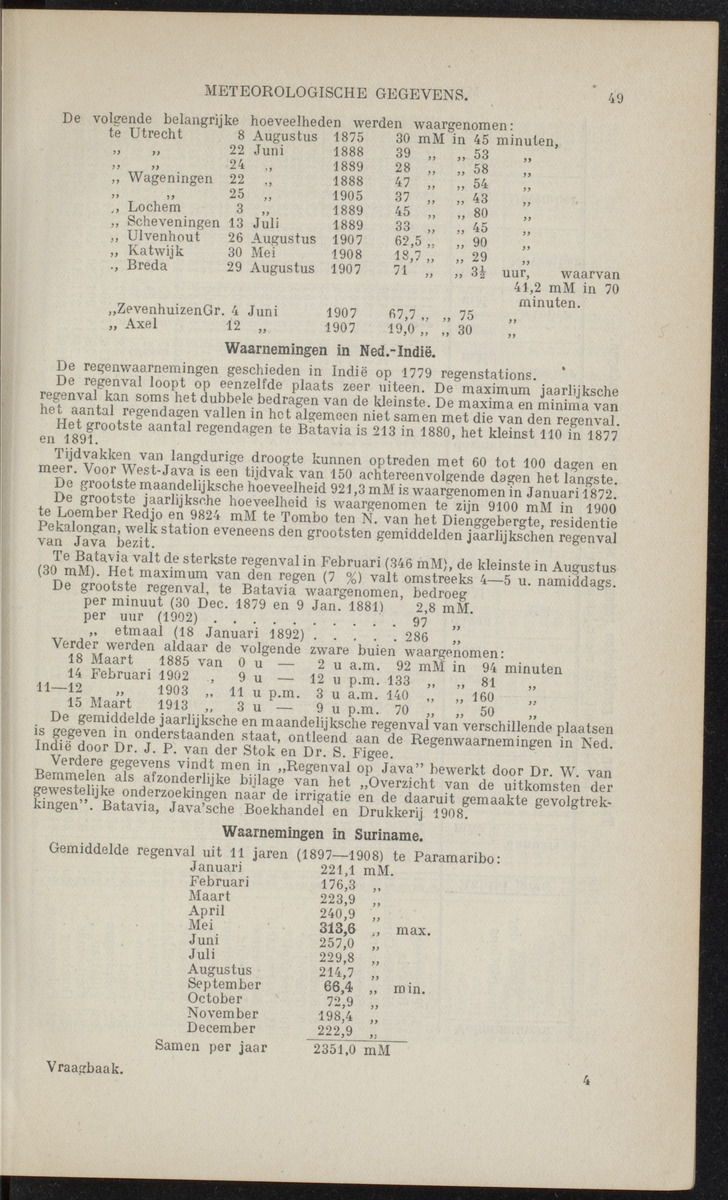 METEOROLOGISCHE GEGEVENS. 49
De volgende belangrijke hoeveelheden werden waargenomen:
te Utrecht 8 Augustus 1875 30 mM in 45 minuten,
„ „ 22 Juni 1888 39 „ „ 53 „
„ „ 24 „ 1889 28 „ „ 58 „
„ Wageningen 22 „ 1888 47 „ „ 54 „
„ „ 25 „ 1905 37 „ „ 43 „
„ Lochem 3 „ 1889 45 „ „ 80 „
„ Scheveningen 13 Juli 1889 33 „ „ 45 „
„ Ulvenhout 26 Augustus 1907 62,5 „ „ 90 „
„ Katwijk 30 Mei 1908 18,7 „ „ 29 „
„ Breda 29 Augustus 1907 71 „ „ 3½ uur, waarvan
41,2 mM in 70
minuten.
„ZevenhuizenGr. 4 Juni 1907 67,7 „ „ 75 „
„ Axel 12 „ 1907 19,0 „ „ 30 „
Waarnemingen in Ned.-Indië.
De regenwaarnemingen geschieden in Indië op 1779 regenstations.
De regenval loopt op eenzelfde plaats zeer uiteen. De maximum jaarlijksche
regenval kan soms het dubbele bedragen van de kleinste. De maxima en minima van
het aantal regendagen vallen in het algemeen niet samen met die van den regenval.
Het grootste aantal regendagen te Batavia is 213 in 1880, het kleinst 110 in 1877
en 1891.
Tijdvakken van langdurige droogte kunnen optreden met 60 tot 100 dagen en
meer. Voor West-Java is een tijdvak van 150 achtereenvolgende dagen het langste.
De grootste maandelijksche hoeveelheid 921,3 mM is waargenomen in Januari 1872.
De grootste jaarlijksche hoeveelheid is waargenomen te zijn 9100 mM in 1900
te Loember Redjo en 9824 mM te Tombo ten N. van het Dienggebergte, residentie
Pekalongan, welk station eveneens den grootsten gemiddelden jaarlijkschen regenval
van Java bezit.
Te Batavia valt de sterkste regenval in Februari (346 mM), de kleinste in Augustus
(30 mM). Het maximum van den regen (7 %) valt omstreeks 4—5 u. namiddags.
De grootste regenval, te Batavia waargenomen, bedroeg
per minuut (30 Dec. 1879 en 9 Jan. 1881) 2,8 mM.
per uur (1902) . . . . . . . . . . 97 „
„ etmaal (18 Januari 1892) . . . . . 286 „
Verder werden aldaar de volgende zware buien waargenomen:
18 Maart 1885 van 0 u — 2 u a.m. 92 mM in 94 minuten
14 Februari 1902 „ 9 u — 12 u p.m. 133 „ „ 81 „
11—12 „ 1903 „ 11 u p.m. 3 u a.m. 140 „ „ 160 „
15 Maart 1913 „ 3 u — 9 u p.m. 70 „ „ 50 „
De gemiddelde jaarlijksche en maandelijksche regenval van verschillende plaatsen
is gegeven in onderstaanden staat, ontleend aan de Regenwaarnemingen in Ned.
Indië door Dr. J. P. van der Stok en Dr. S. Figee.
Verdere gegevens vindt men in „Regenval op Java” bewerkt door Dr. W. van
Bemmelen als afzonderlijke bijlage van het „Overzicht van de uitkomsten der
gewestelijke onderzoekingen naar de irrigatie en de daaruit gemaakte gevolgtrek-
kingen”. Batavia, Java'sche Boekhandel en Drukkerij 1908.
Waarnemingen in Suriname.
Gemiddelde regenval uit 11 jaren (1897—1908) te Paramaribo:
Januari 221,1 mM.
Februari 176,3 „
Maart 223,9 „
April 240,9 „
Mei 313,6 „ max.
Juni 257,0 „
Juli 229,8 „
Augustus 214,7 „
September 66,4 „ min.
October 72,9 „
November 198,4 „
December 222,9 „
Samen per jaar 2351,0 mM
Vraagbaak.
4